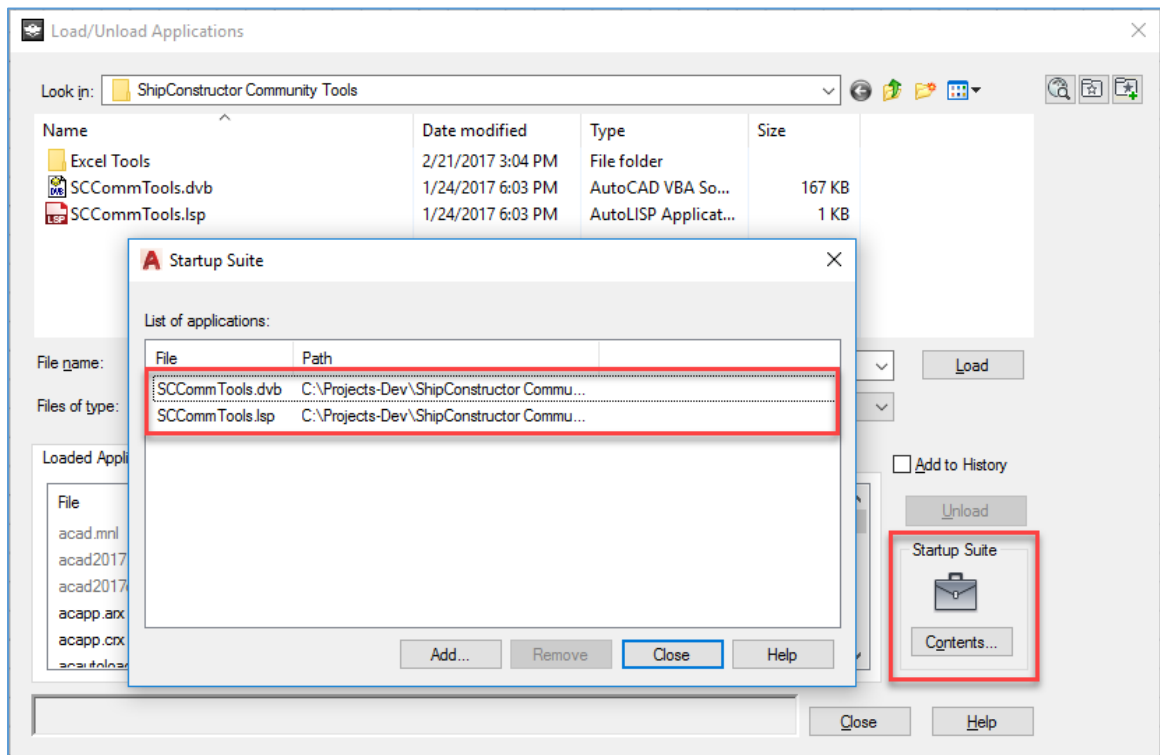 Load/Unload Applications
Look in: ShipConstructor Community Tools
Name Date modified Type Size
Excel Tools 2/21/2017 3:04 PM File folder
SCCommTools.dvb 1/24/2017 6:03 PM AutoCAD VBA So... 167 KB
SCCommTools.lsp 1/24/2017 6:03 PM AutoLISP Applicat... 1 KB
Startup Suite
List of applications:
File Path
SCCommTools.dvb C:\Projects-Dev\ShipConstructor Commu...
SCCommTools.lsp C:\Projects-Dev\ShipConstructor Commu...
Add... Remove Close Help
File name: Load
Files of type:
Loaded Appli Add to History
File Unload
acad.mnl
acad2017
acad2017
acapp.arx
acapp.crx
Startup Suite
Contents...
Close Help